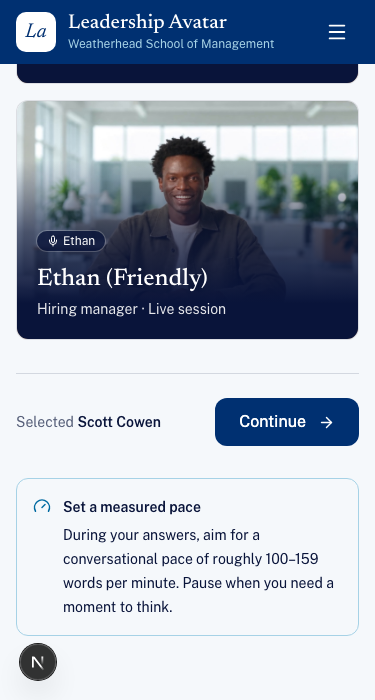 La
Leadership Avatar
Weatherhead School of Management
Ethan
Ethan (Friendly)
Hiring manager · Live session
Selected Scott Cowen
Continue
Set a measured pace
During your answers, aim for a
conversational pace of roughly 100–159
words per minute. Pause when you need a
moment to think.
N